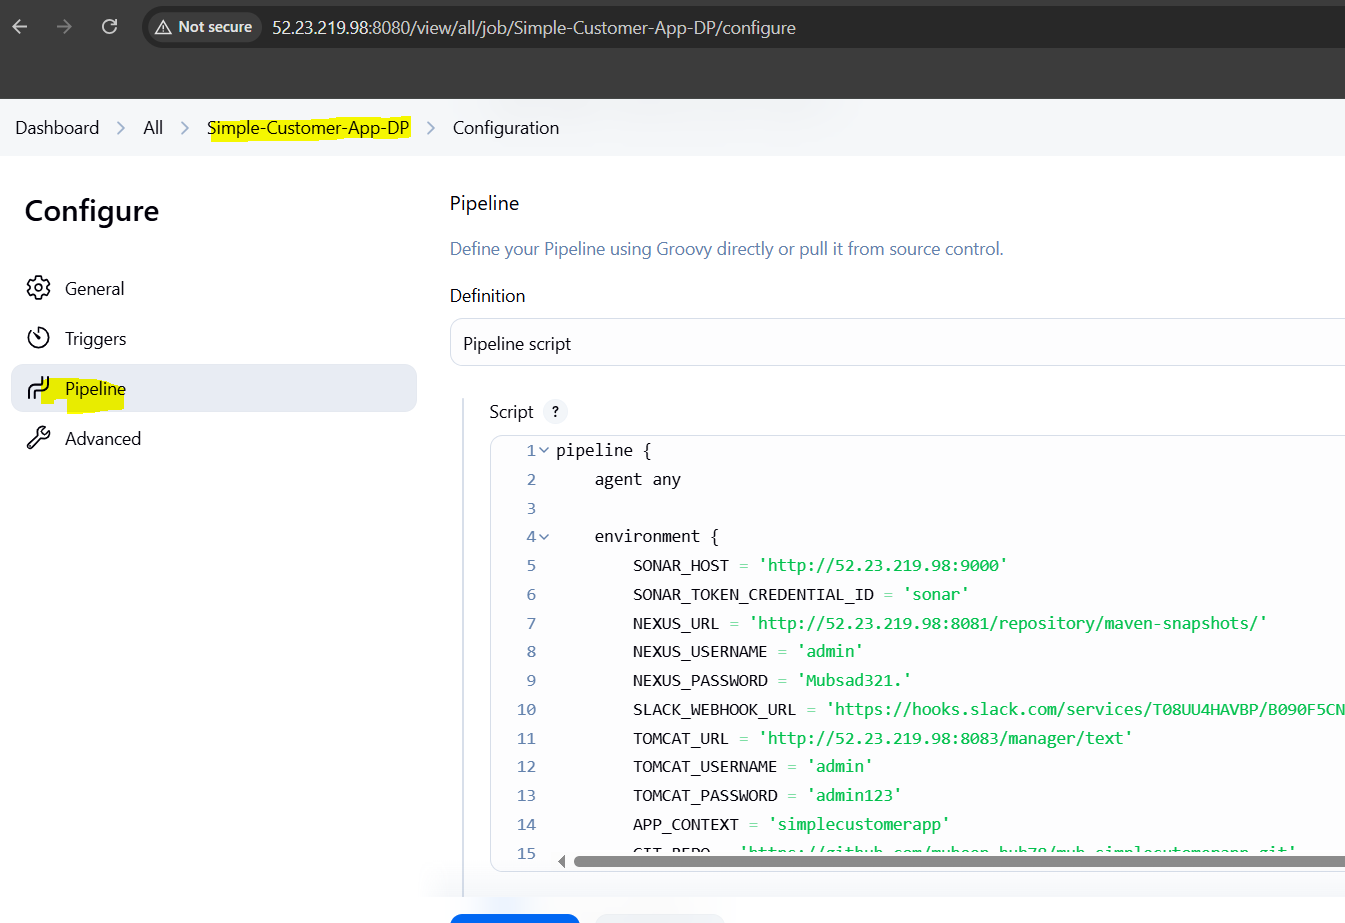 Not secure 52.23.219.98:8080/view/all/job/Simple-Customer-App-DP/configure
Dashboard > All > Simple-Customer-App-DP > Configuration
Configure
General
Triggers
Pipeline
Advanced
Pipeline
Define your Pipeline using Groovy directly or pull it from source control.
Definition
Pipeline script
Script ?
1 pipeline {
2 agent any
3
4 environment {
5 SONAR_HOST = 'http://52.23.219.98:9000'
6 SONAR_TOKEN_CREDENTIAL_ID = 'sonar'
7 NEXUS_URL = 'http://52.23.219.98:8081/repository/maven-snapshots/'
8 NEXUS_USERNAME = 'admin'
9 NEXUS_PASSWORD = 'Mubsad321.'
10 SLACK_WEBHOOK_URL = 'https://hooks.slack.com/services/T08UU4HAVBP/B090F5CN
11 TOMCAT_URL = 'http://52.23.219.98:8083/manager/text'
12 TOMCAT_USERNAME = 'admin'
13 TOMCAT_PASSWORD = 'admin123'
14 APP_CONTEXT = 'simplecustomerapp'
15